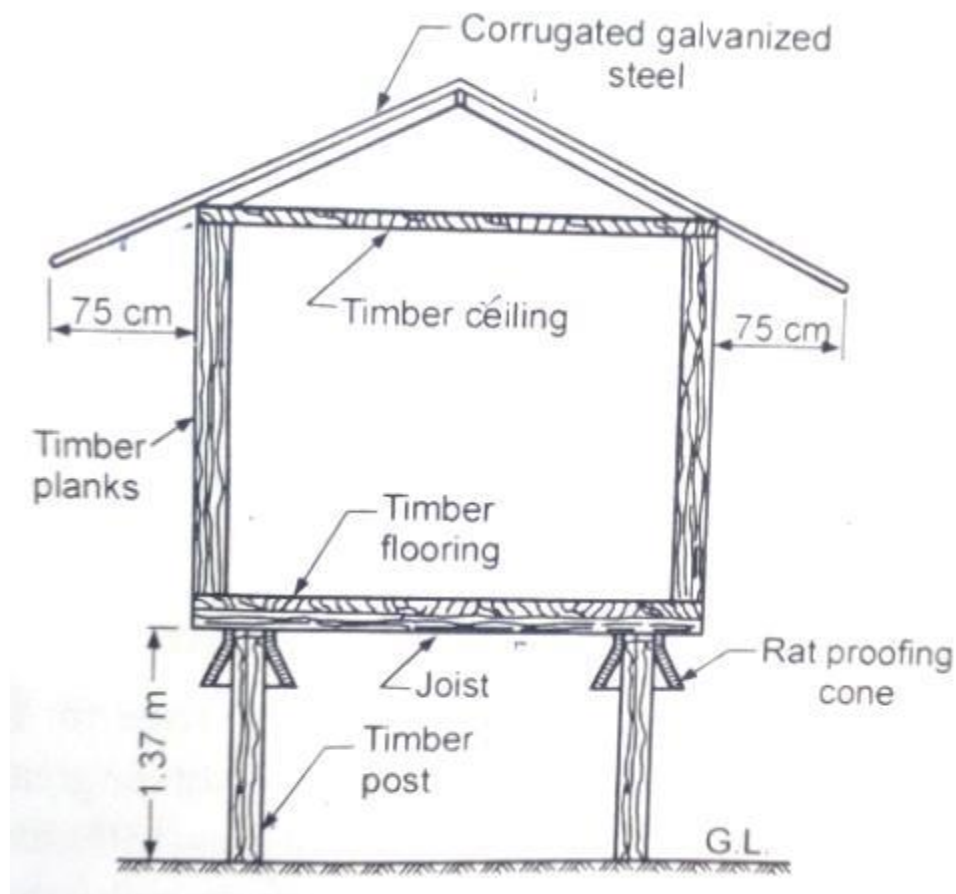 Corrugated galvanized
steel
75 cm
Timber ceiling
75 cm
Timber
planks
Timber
flooring
Rat proofing
cone
Joist
1.37 m
Timber
post
G.L.